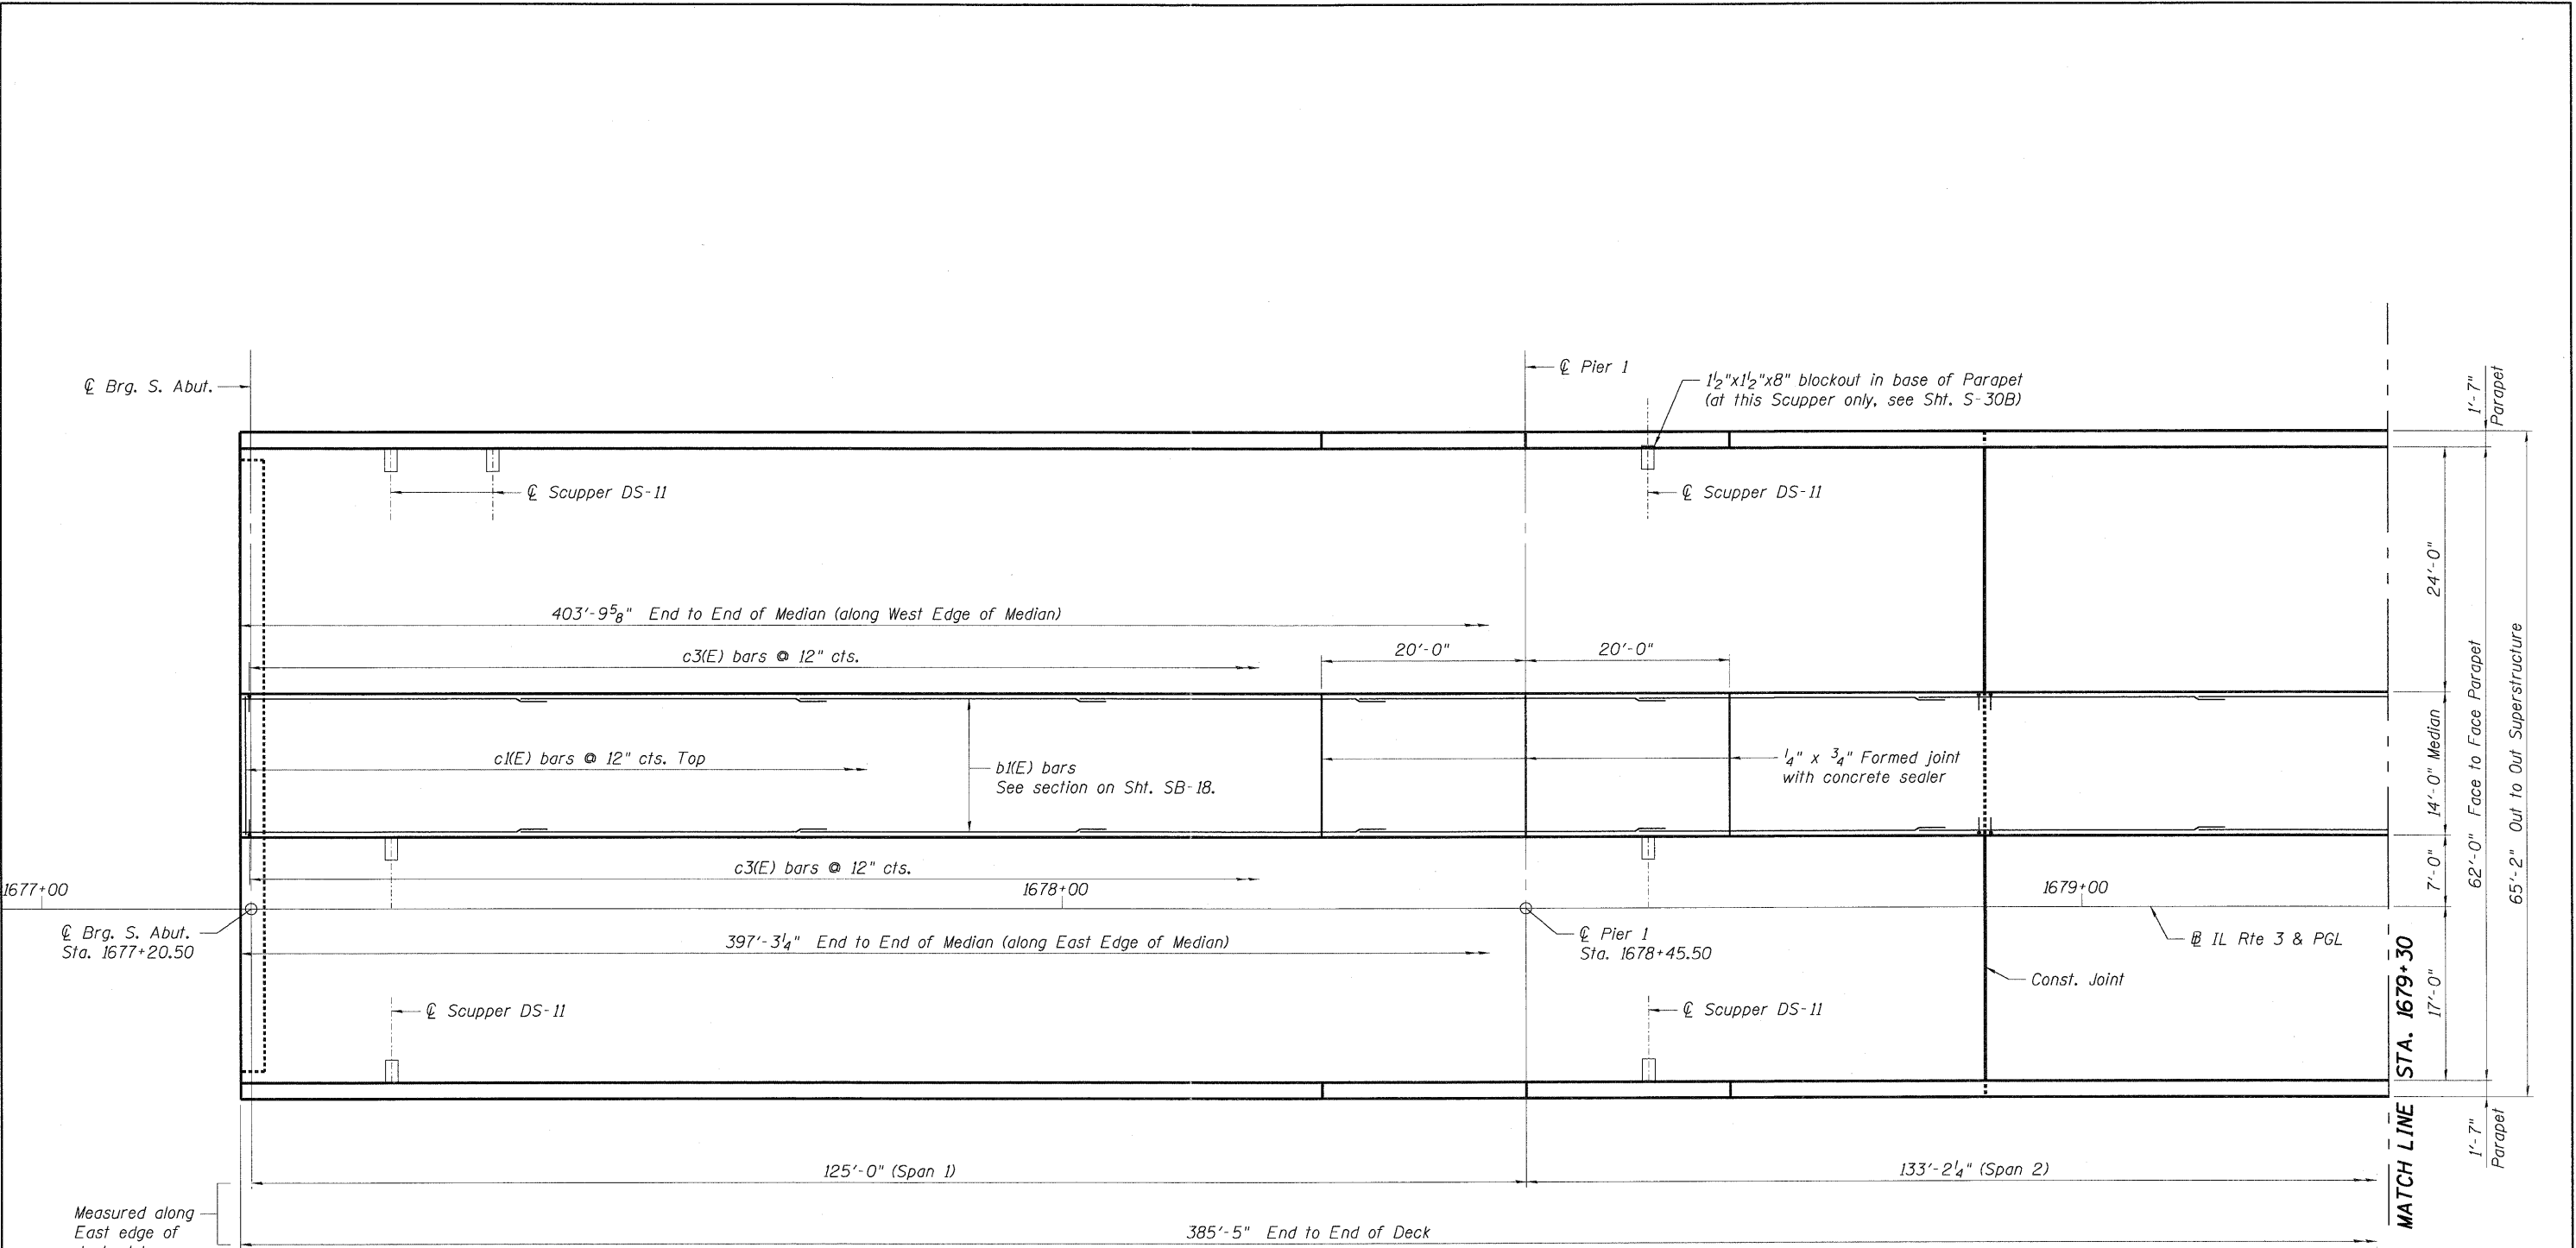 ℄ Brg. S. Abut.
℄ Pier 1
1½"x1½"x8" blockout in base of Parapet
(at this Scupper only, see Sht. S-30B)
1'-7"
Parapet
℄ Scupper DS-11
℄ Scupper DS-11
24'-0"
403'-9⅝" End to End of Median (along West Edge of Median)
c3(E) bars @ 12" cts.
20'-0"
20'-0"
62'-0" Face to Face Parapet
65'-2" Out to Out Superstructure
c1(E) bars @ 12" cts. Top
b1(E) bars
See section on Sht. SB-18.
¼" x ¾" Formed joint
with concrete sealer
14'-0" Median
c3(E) bars @ 12" cts.
7'-0"
1677+00
1678+00
1679+00
℄ Brg. S. Abut.
Sta. 1677+20.50
397'-3¼" End to End of Median (along East Edge of Median)
℄ Pier 1
Sta. 1678+45.50
IL Rte 3 & PGL
Const. Joint
17'-0"
℄ Scupper DS-11
℄ Scupper DS-11
MATCH LINE STA. 1679+30
1'-7"
Parapet
125'-0" (Span 1)
133'-2¼" (Span 2)
Measured along
East edge of
385'-5" End to End of Deck